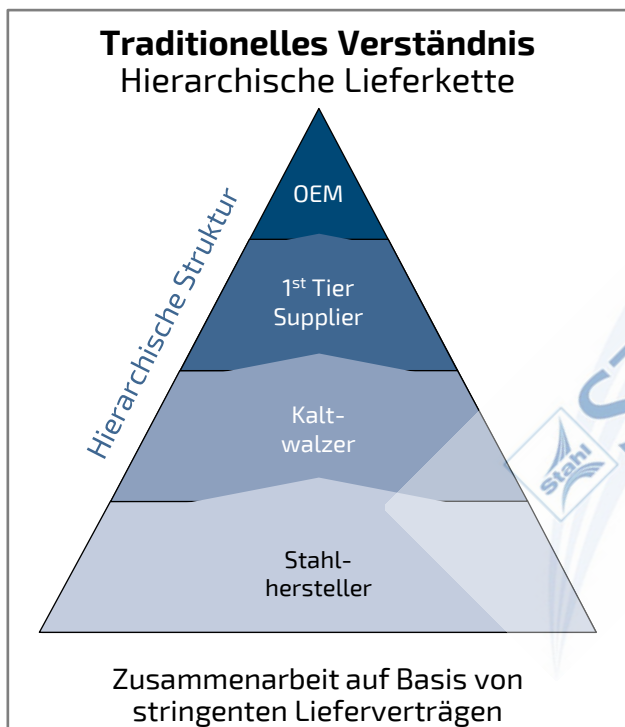 Traditionelles Verständnis
Hierarchische Lieferkette
Hierarchische Struktur
OEM
1st Tier
Supplier
Kalt-
walzer
Stahl
Stahl-
hersteller
Zusammenarbeit auf Basis von
stringenten Lieferverträgen